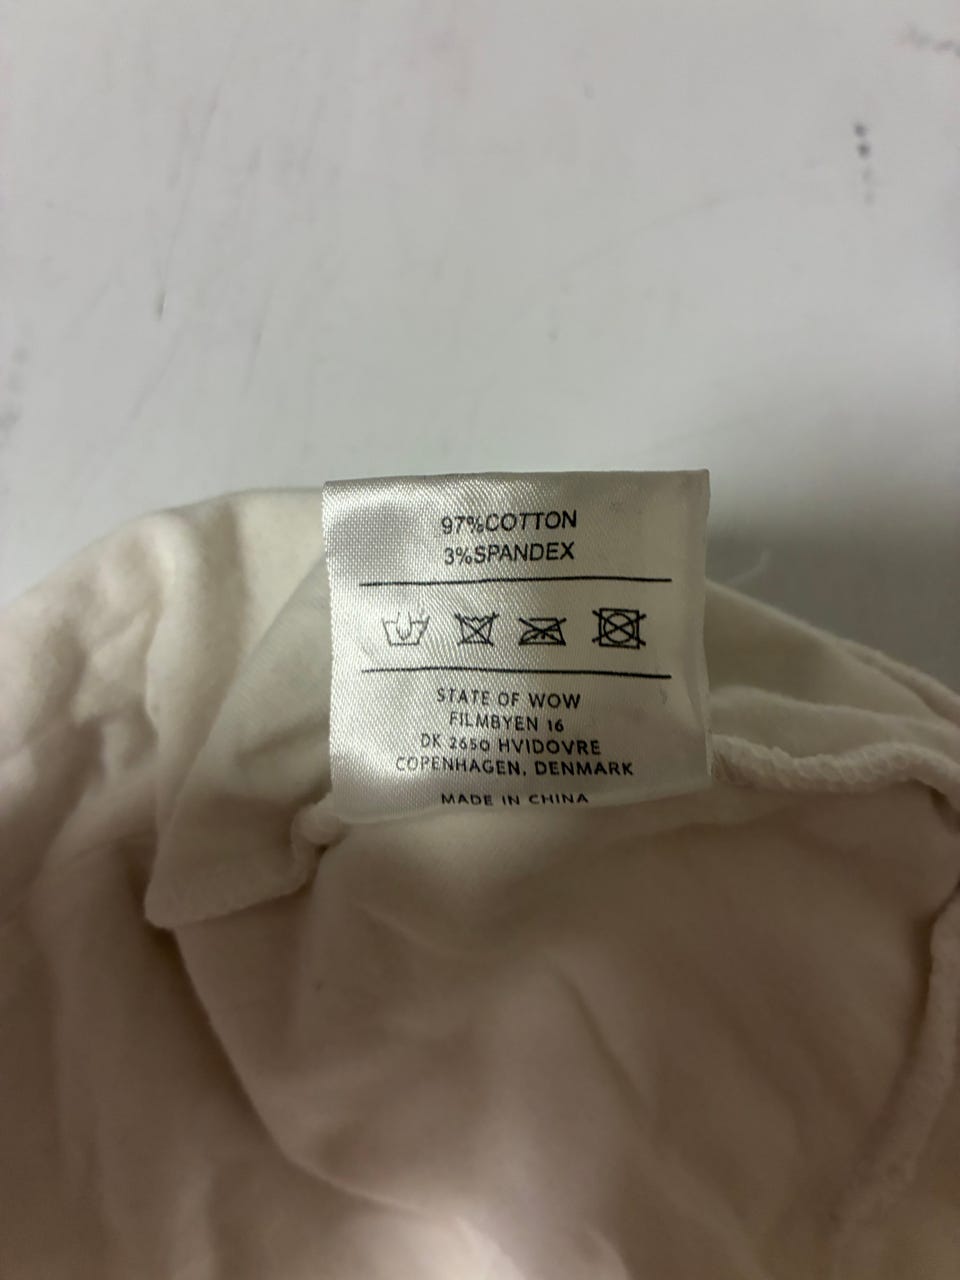 97%COTTON
3%SPANDEX
STATE OF WOW
FILMBYEN 16
DK 2650 HVIDOVRE
COPENHAGEN, DENMARK
MADE IN CHINA